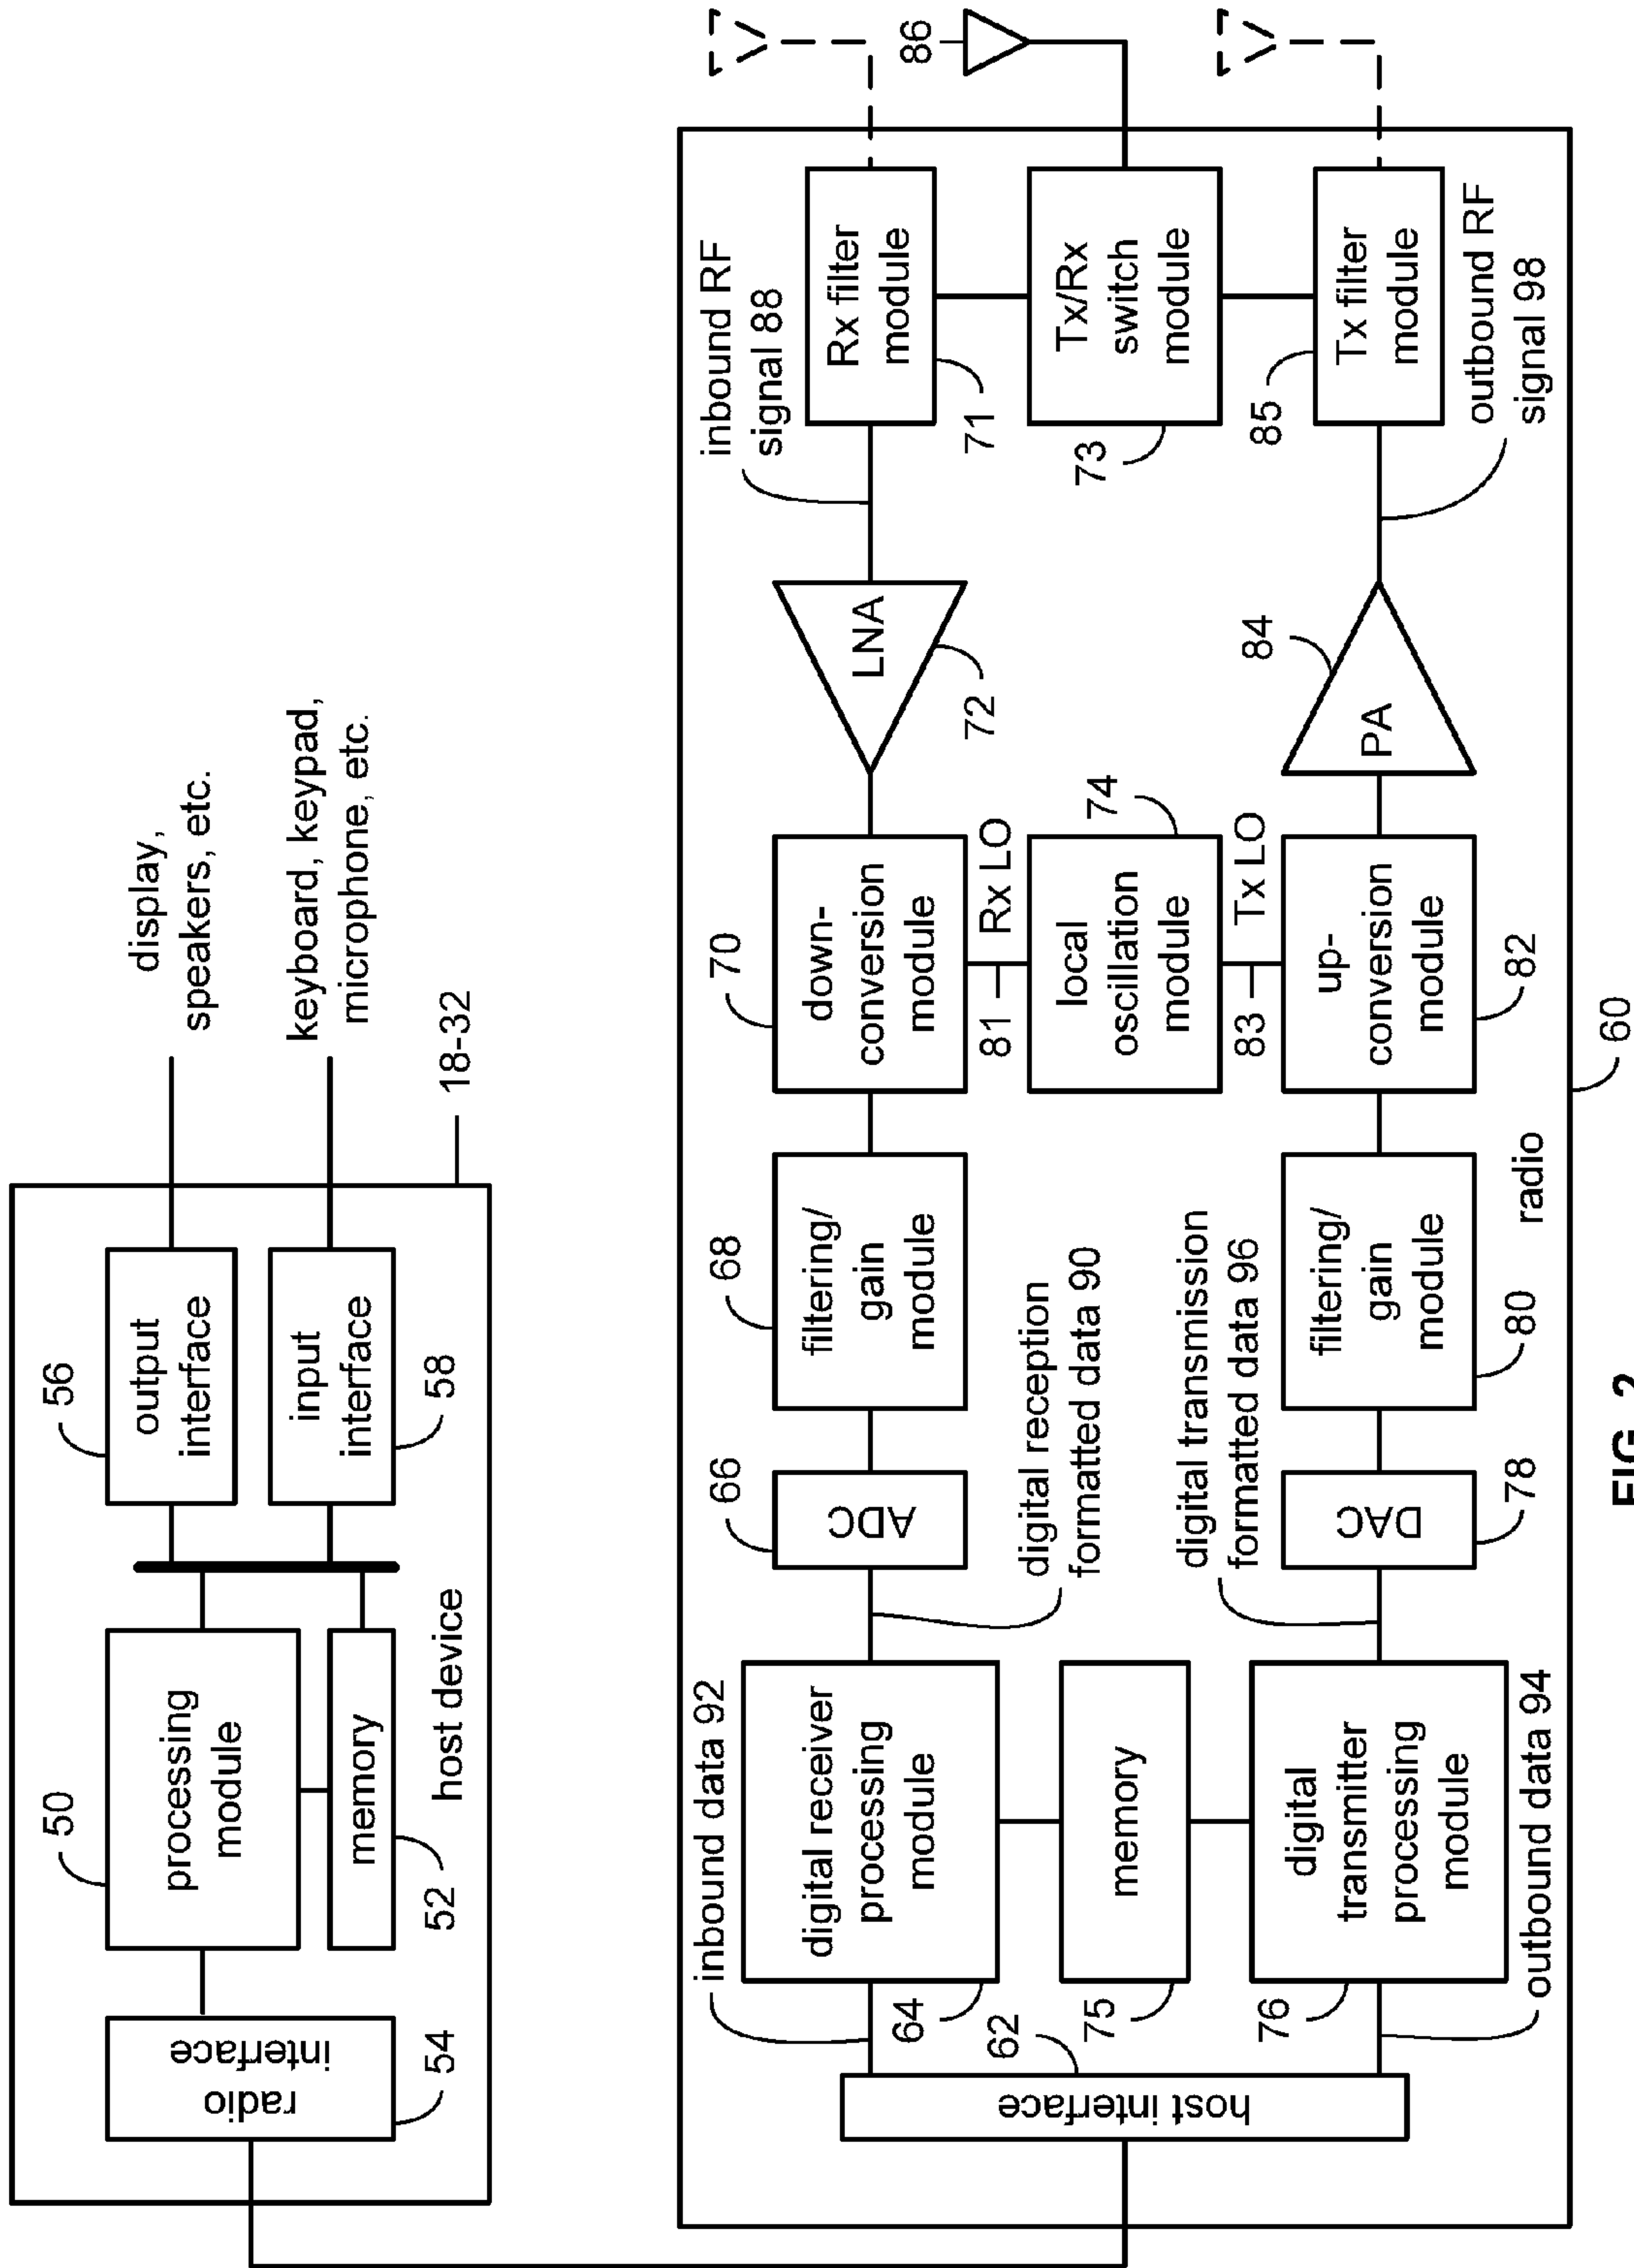 display,
speakers, etc.
keyboard, keypad,
microphone, etc.
18-32
56
output
interface
input
interface
58
50
processing
module
memory
52
host device
radio
interface
54
86
inbound RF
signal 88
Rx filter
module
71
Tx/Rx
switch
module
73
Tx filter
module
85
outbound RF
signal 98
LNA
72
84
PA
70
down-
conversion
module
81
Rx LO
local
oscillation
module
74
83
Tx LO
up-
conversion
module
82
68
filtering/
gain
module
filtering/
gain
module
80
radio
60
66
ADC
digital reception
formatted data 90
digital transmission
formatted data 96
DAC
78
inbound data 92
digital receiver
processing
module
64
memory
75
digital
transmitter
processing
module
76
outbound data 94
62
host interface
FIG. 2